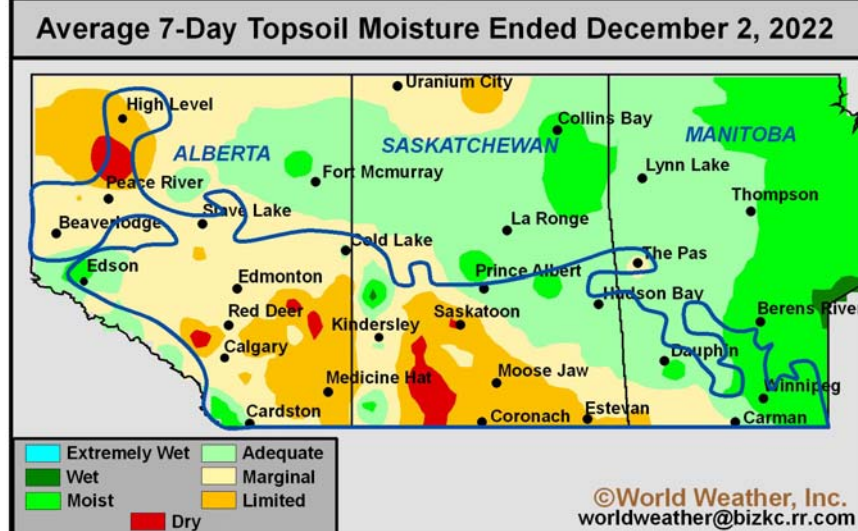 Average 7-Day Topsoil Moisture Ended December 2, 2022
Uranium City
High Level
Collins Bay
ALBERTA
SASKATCHEWAN
MANITOBA
Fort Mcmurray
Lynn Lake
Peace River
Thompson
Beaverlodge
Slave Lake
La Ronge
Cold Lake
The Pas
Edson
Edmonton
Prince Albert
Hudson Bay
Red Deer
Kindersley
Saskatoon
Berens River
Calgary
Dauphin
Medicine Hat
Moose Jaw
Winnipeg
Cardston
Coronach
Estevan
Carman
Extremely Wet
Adequate
Wet
Marginal
Moist
Limited
Dry
©World Weather, Inc.
worldweather@bizkc.rr.com